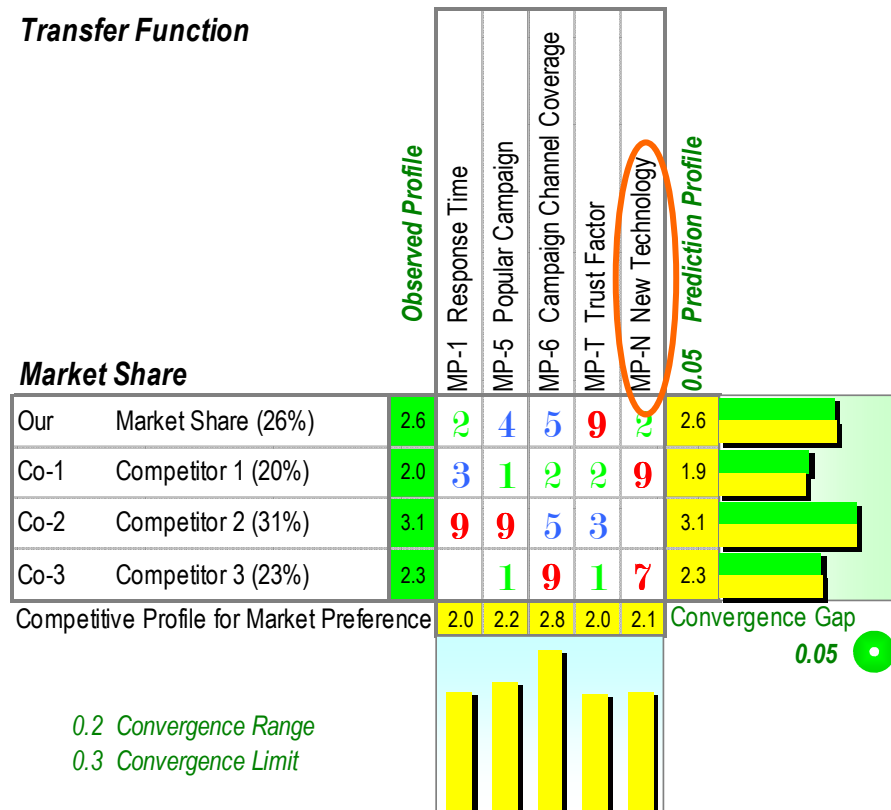 Transfer Function
Observed Profile
MP-1 Response Time
MP-5 Popular Campaign
MP-6 Campaign Channel Coverage
MP-T Trust Factor
MP-N New Technology
0.05 Prediction Profile
Market Share
Our Market Share (26%) 2.6 2 4 5 9 2 2.6
Co-1 Competitor 1 (20%) 2.0 3 1 2 2 9 1.9
Co-2 Competitor 2 (31%) 3.1 9 9 5 3 3.1
Co-3 Competitor 3 (23%) 2.3 1 9 1 7 2.3
Competitive Profile for Market Preference 2.0 2.2 2.8 2.0 2.1 Convergence Gap
0.05
0.2 Convergence Range
0.3 Convergence Limit